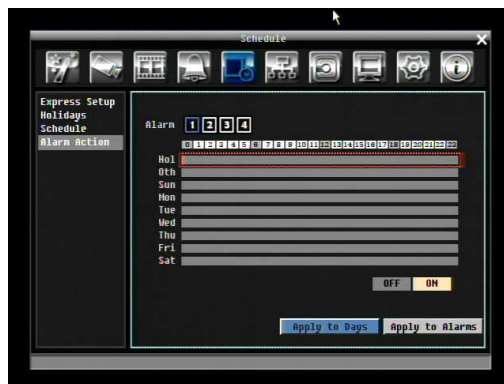 Schedule X
Express Setup
Holidays
Schedule
Alarm Action
Alarm 1 2 3 4
0 1 2 3 4 5 6 7 8 9 10 11 12 13 14 15 16 17 18 19 20 21 22 23
Hol
Oth
Sun
Mon
Tue
Wed
Thu
Fri
Sat
OFF ON
Apply to Days Apply to Alarms